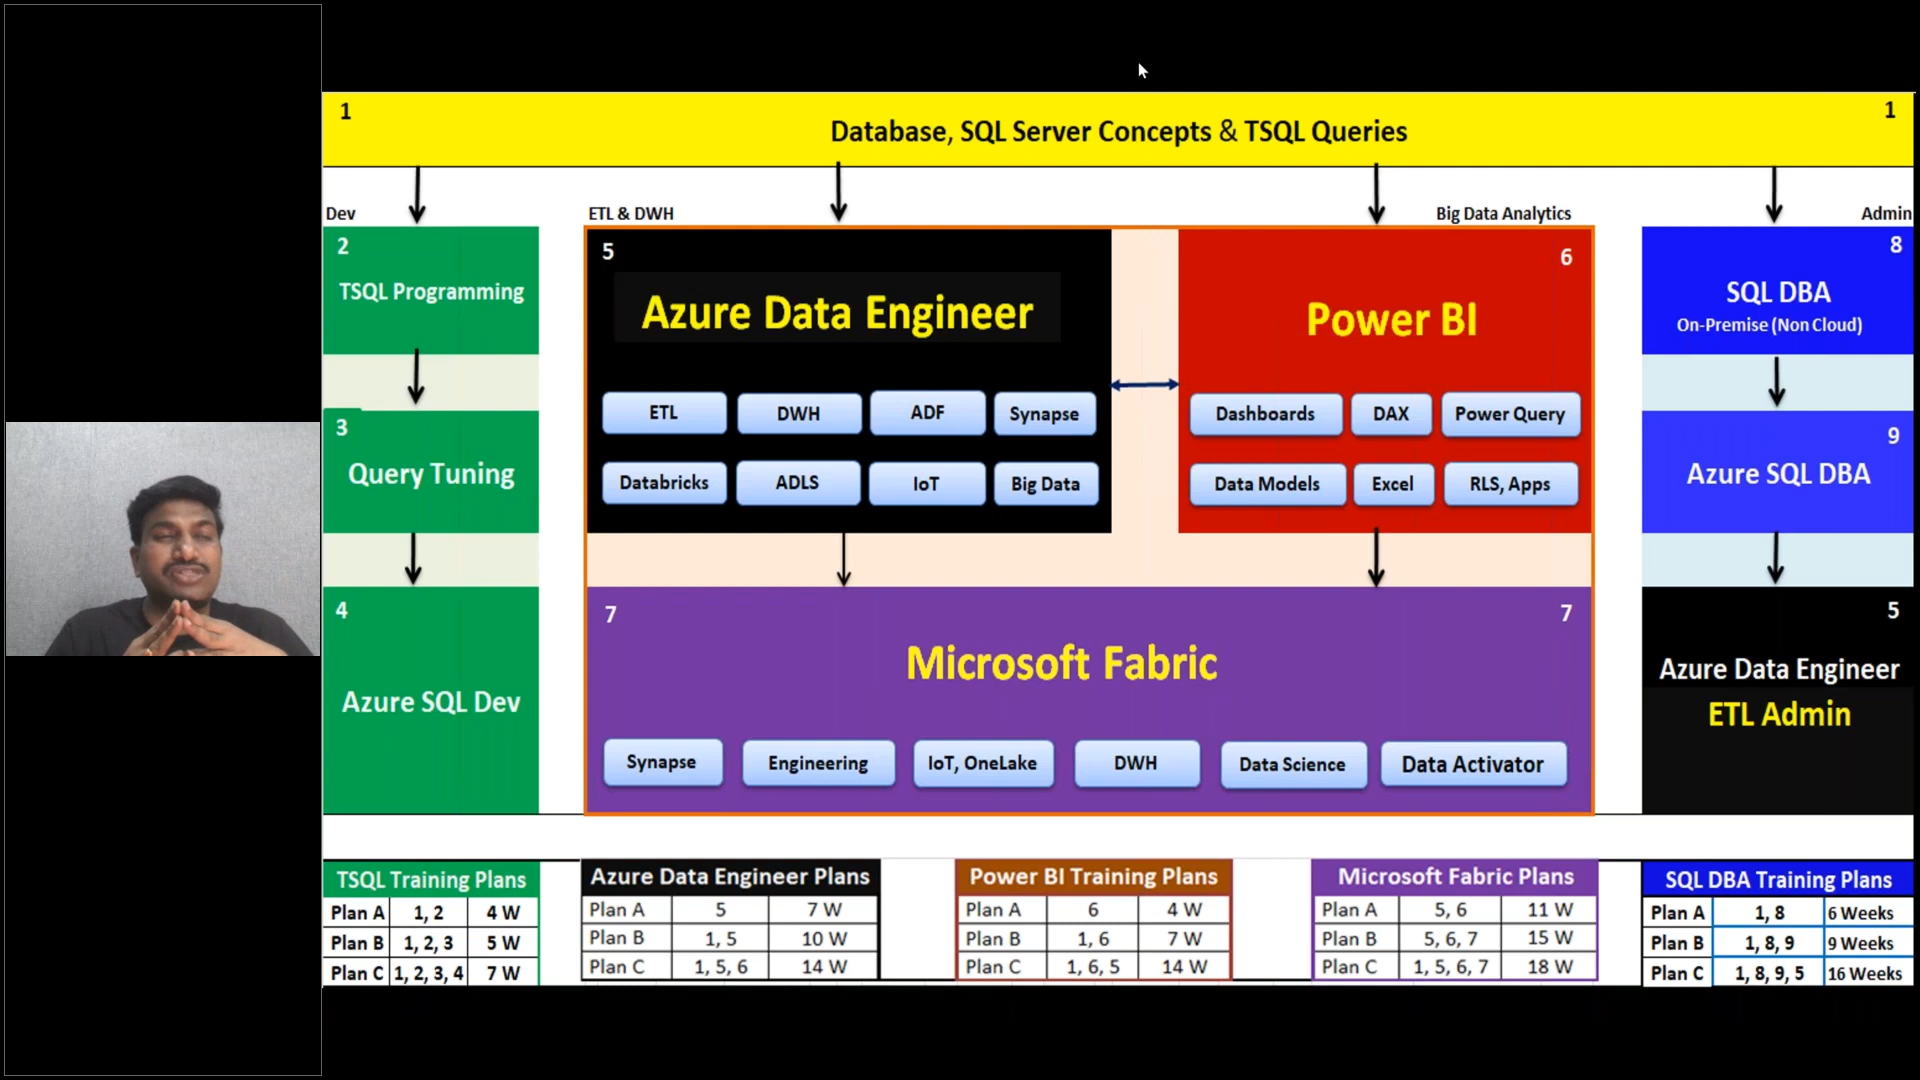 1
Database, SQL Server Concepts & TSQL Queries
1
Dev
ETL & DWH
Big Data Analytics
Admin
2
TSQL Programming
3
Query Tuning
4
Azure SQL Dev
5
Azure Data Engineer
ETL
DWH
ADF
Synapse
Databricks
ADLS
IoT
Big Data
6
Power BI
Dashboards
DAX
Power Query
Data Models
Excel
RLS, Apps
7
7
Microsoft Fabric
Synapse
Engineering
IoT, OneLake
DWH
Data Science
Data Activator
8
SQL DBA
On-Premise (Non Cloud)
9
Azure SQL DBA
5
Azure Data Engineer
ETL Admin
TSQL Training Plans
Plan A 1, 2 4 W
Plan B 1, 2, 3 5 W
Plan C 1, 2, 3, 4 7 W
Azure Data Engineer Plans
Plan A 5 7 W
Plan B 1, 5 10 W
Plan C 1, 5, 6 14 W
Power BI Training Plans
Plan A 6 4 W
Plan B 1, 6 7 W
Plan C 1, 6, 5 14 W
Microsoft Fabric Plans
Plan A 5, 6 11 W
Plan B 5, 6, 7 15 W
Plan C 1, 5, 6, 7 18 W
SQL DBA Training Plans
Plan A 1, 8 6 Weeks
Plan B 1, 8, 9 9 Weeks
Plan C 1, 8, 9, 5 16 Weeks